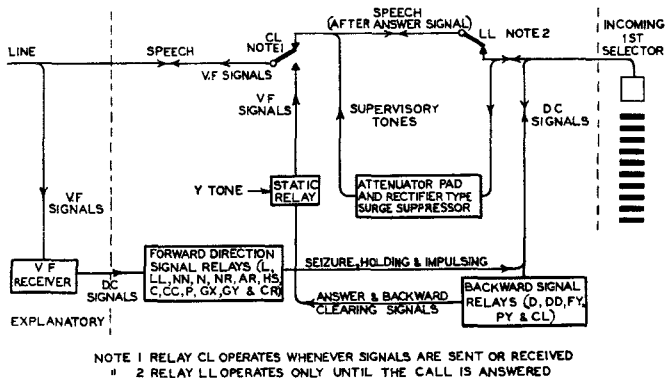 SPEECH
(AFTER ANSWER SIGNAL)
CL
NOTE 1
LL NOTE 2
INCOMING
1ST
SELECTOR
LINE
SPEECH
V.F SIGNALS
V F
SIGNALS
SUPERVISORY
TONES
D C
SIGNALS
Y TONE
STATIC
RELAY
ATTENUATOR PAD
AND RECTIFIER TYPE
SURGE SUPPRESSOR
V.F
SIGNALS
V F
RECEIVER
DC
SIGNALS
FORWARD DIRECTION
SIGNAL RELAYS (L,
LL, NN, N, NR, AR, HS,
C, CC, P, GX, GY & CR)
SEIZURE, HOLDING & IMPULSING
ANSWER & BACKWARD
CLEARING SIGNALS
BACKWARD SIGNAL
RELAYS (D, DD, FY,
PY & CL)
EXPLANATORY
NOTE 1 RELAY CL OPERATES WHENEVER SIGNALS ARE SENT OR RECEIVED
" 2 RELAY LL OPERATES ONLY UNTIL THE CALL IS ANSWERED